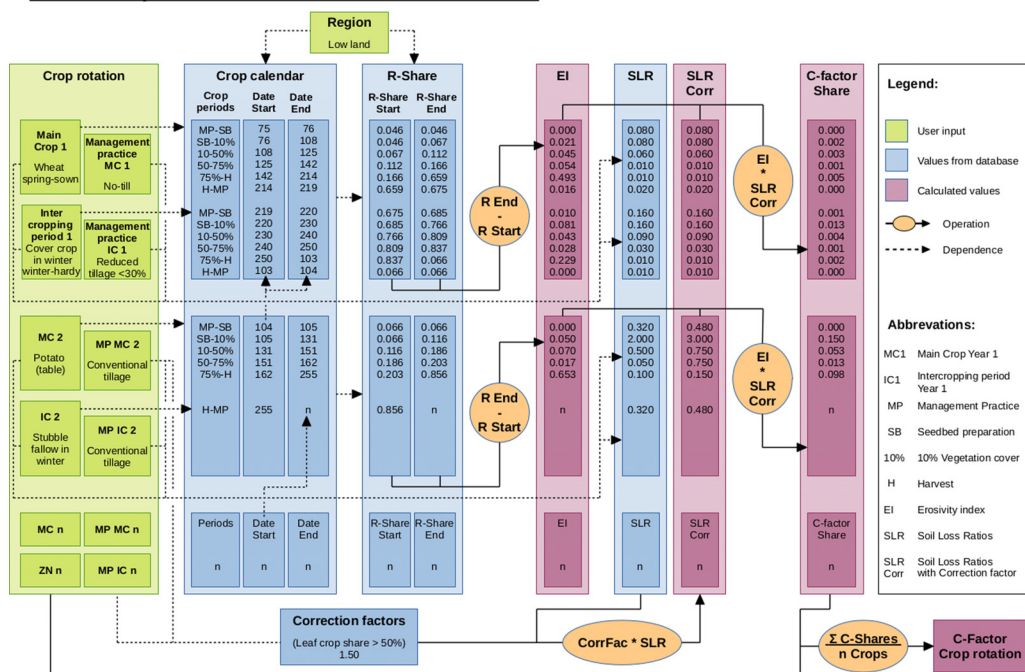 Region
Low land
Crop rotation
Main
Crop 1
Wheat
spring-sown
Management
practice
MC 1
No-till
Inter
cropping
period 1
Cover crop
in winter
winter-hardy
Management
practice
IC 1
Reduced
tillage <30%
MC 2
Potato
(table)
MP MC 2
Conventional
tillage
IC 2
Stubble
fallow in
winter
MP IC 2
Conventional
tillage
MC n
MP MC n
ZN n
MP IC n
Crop calendar
Crop periods Date Start Date End
MP-SB 75 76
SB-10% 76 108
10-50% 108 125
50-75% 125 142
75%-H 142 214
H-MP 214 219
MP-SB 219 220
SB-10% 220 230
10-50% 230 240
50-75% 240 250
75%-H 250 103
H-MP 103 104
MP-SB 104 105
SB-10% 105 131
10-50% 131 151
50-75% 151 162
75%-H 162 255
H-MP 255 n
Periods Date Start Date End
n n n
R-Share
R-Share Start R-Share End
0.046 0.046
0.046 0.067
0.067 0.112
0.112 0.166
0.166 0.659
0.659 0.675
0.675 0.685
0.685 0.766
0.766 0.809
0.809 0.837
0.837 0.066
0.066 0.066
0.066 0.066
0.066 0.116
0.116 0.186
0.186 0.203
0.203 0.856
0.856 n
R-Share Start R-Share End
n n
R End
-
R Start
R End
-
R Start
EI
0.000
0.021
0.045
0.054
0.493
0.016
0.010
0.081
0.043
0.028
0.229
0.000
0.000
0.050
0.070
0.017
0.653
n
EI
n
SLR
0.080
0.080
0.060
0.010
0.010
0.020
0.160
0.160
0.090
0.030
0.010
0.010
0.320
2.000
0.500
0.050
0.100
0.320
SLR
n
SLR
Corr
0.080
0.080
0.060
0.010
0.010
0.020
0.160
0.160
0.090
0.030
0.010
0.010
0.480
3.000
0.750
0.750
0.150
0.480
SLR
Corr
n
EI
*
SLR
Corr
EI
*
SLR
Corr
C-factor
Share
0.000
0.002
0.003
0.001
0.005
0.000
0.001
0.013
0.004
0.001
0.002
0.000
0.000
0.150
0.053
0.013
0.098
n
C-factor
Share
n
Legend:
User input
Values from database
Calculated values
Operation
Dependence
Abbrevations:
MC1 Main Crop Year 1
IC1 Intercropping period
Year 1
MP Management Practice
SB Seedbed preparation
10% 10% Vegetation cover
H Harvest
EI Erosivity index
SLR Soil Loss Ratios
SLR Soil Loss Ratios
Corr with Correction factor
Correction factors
(Leaf crop share > 50%)
1.50
CorrFac * SLR
Σ C-Shares
n Crops
C-Factor
Crop rotation